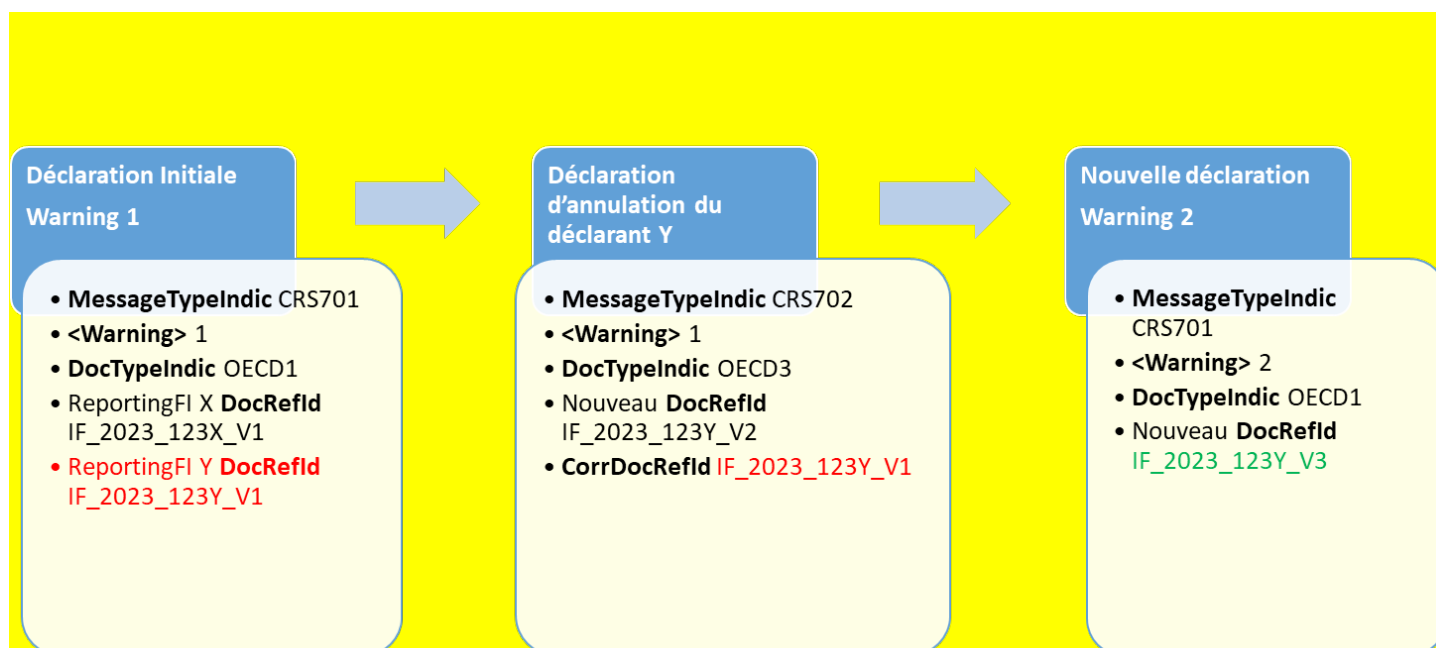 Déclaration Initiale
Warning 1
• MessageTypeIndic CRS701
• <Warning> 1
• DocTypeIndic OECD1
• ReportingFI X DocRefId
IF_2023_123X_V1
• ReportingFI Y DocRefId
IF_2023_123Y_V1
Déclaration
d'annulation du
déclarant Y
• MessageTypeIndic CRS702
• <Warning> 1
• DocTypeIndic OECD3
• Nouveau DocRefId
IF_2023_123Y_V2
• CorrDocRefId IF_2023_123Y_V1
Nouvelle déclaration
Warning 2
• MessageTypeIndic
CRS701
• <Warning> 2
• DocTypeIndic OECD1
• Nouveau DocRefId
IF_2023_123Y_V3